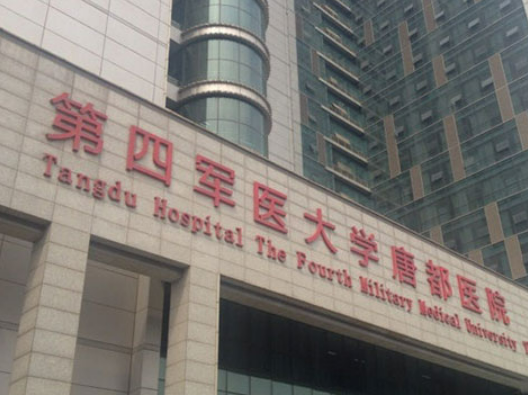 第四军医大学唐都医院
Tangdu Hospital The Fourth Military Medical University